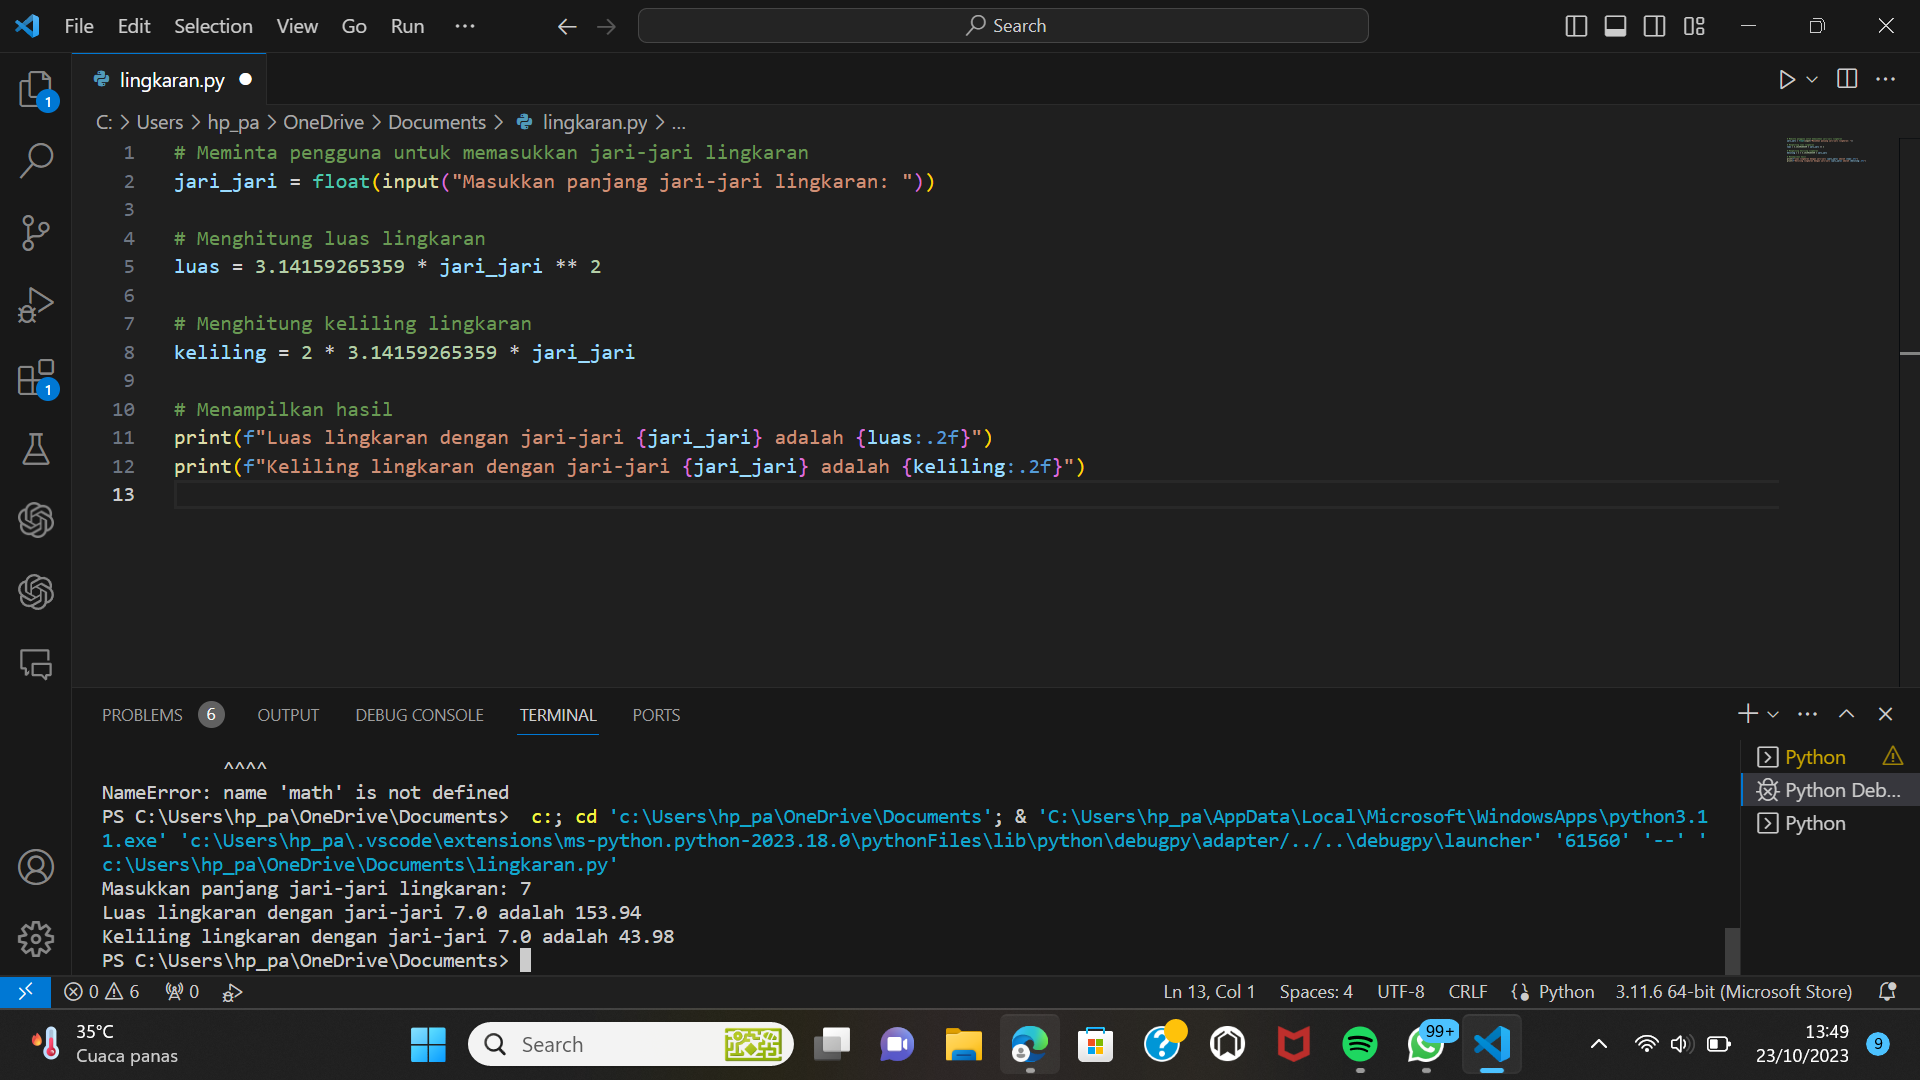 File Edit Selection View Go Run ··· Search
lingkaran.py
C: > Users > hp_pa > OneDrive > Documents > lingkaran.py > ...
1 # Meminta pengguna untuk memasukkan jari-jari lingkaran
2 jari_jari = float(input("Masukkan panjang jari-jari lingkaran: "))
3
4 # Menghitung luas lingkaran
5 luas = 3.14159265359 * jari_jari ** 2
6
7 # Menghitung keliling lingkaran
8 keliling = 2 * 3.14159265359 * jari_jari
9
10 # Menampilkan hasil
11 print(f"Luas lingkaran dengan jari-jari {jari_jari} adalah {luas:.2f}")
12 print(f"Keliling lingkaran dengan jari-jari {jari_jari} adalah {keliling:.2f}")
13
1
1
PROBLEMS 6 OUTPUT DEBUG CONSOLE TERMINAL PORTS
^^^^
NameError: name 'math' is not defined
PS C:\Users\hp_pa\OneDrive\Documents>  c:; cd 'c:\Users\hp_pa\OneDrive\Documents'; & 'C:\Users\hp_pa\AppData\Local\Microsoft\WindowsApps\python3.1
1.exe' 'c:\Users\hp_pa\.vscode\extensions\ms-python.python-2023.18.0\pythonFiles\lib\python\debugpy\adapter/../..\debugpy\launcher' '61560' '--' '
c:\Users\hp_pa\OneDrive\Documents\lingkaran.py'
Masukkan panjang jari-jari lingkaran: 7
Luas lingkaran dengan jari-jari 7.0 adalah 153.94
Keliling lingkaran dengan jari-jari 7.0 adalah 43.98
PS C:\Users\hp_pa\OneDrive\Documents>
Python
Python Deb...
Python
0 6 0 Ln 13, Col 1 Spaces: 4 UTF-8 CRLF Python 3.11.6 64-bit (Microsoft Store)
35°C
Cuaca panas
Search
99+
13:49
23/10/2023
9